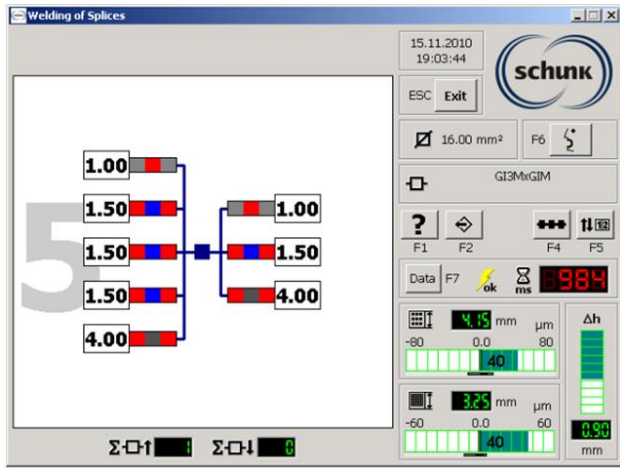 Welding of Splices
15.11.2010
19:03:44
schunk
ESC Exit
16.00 mm² F6
GI3MxGIM
5
1.00
1.50
1.50
1.50
4.00
1.00
1.50
4.00
?
F1 F2 F4 F5
Data F7 ok ms 984
4.15 mm µm
-80 0.0 80
40
3.25 mm µm
-60 0.0 60
40
Δh
0.90
mm
Σ 1 Σ 0